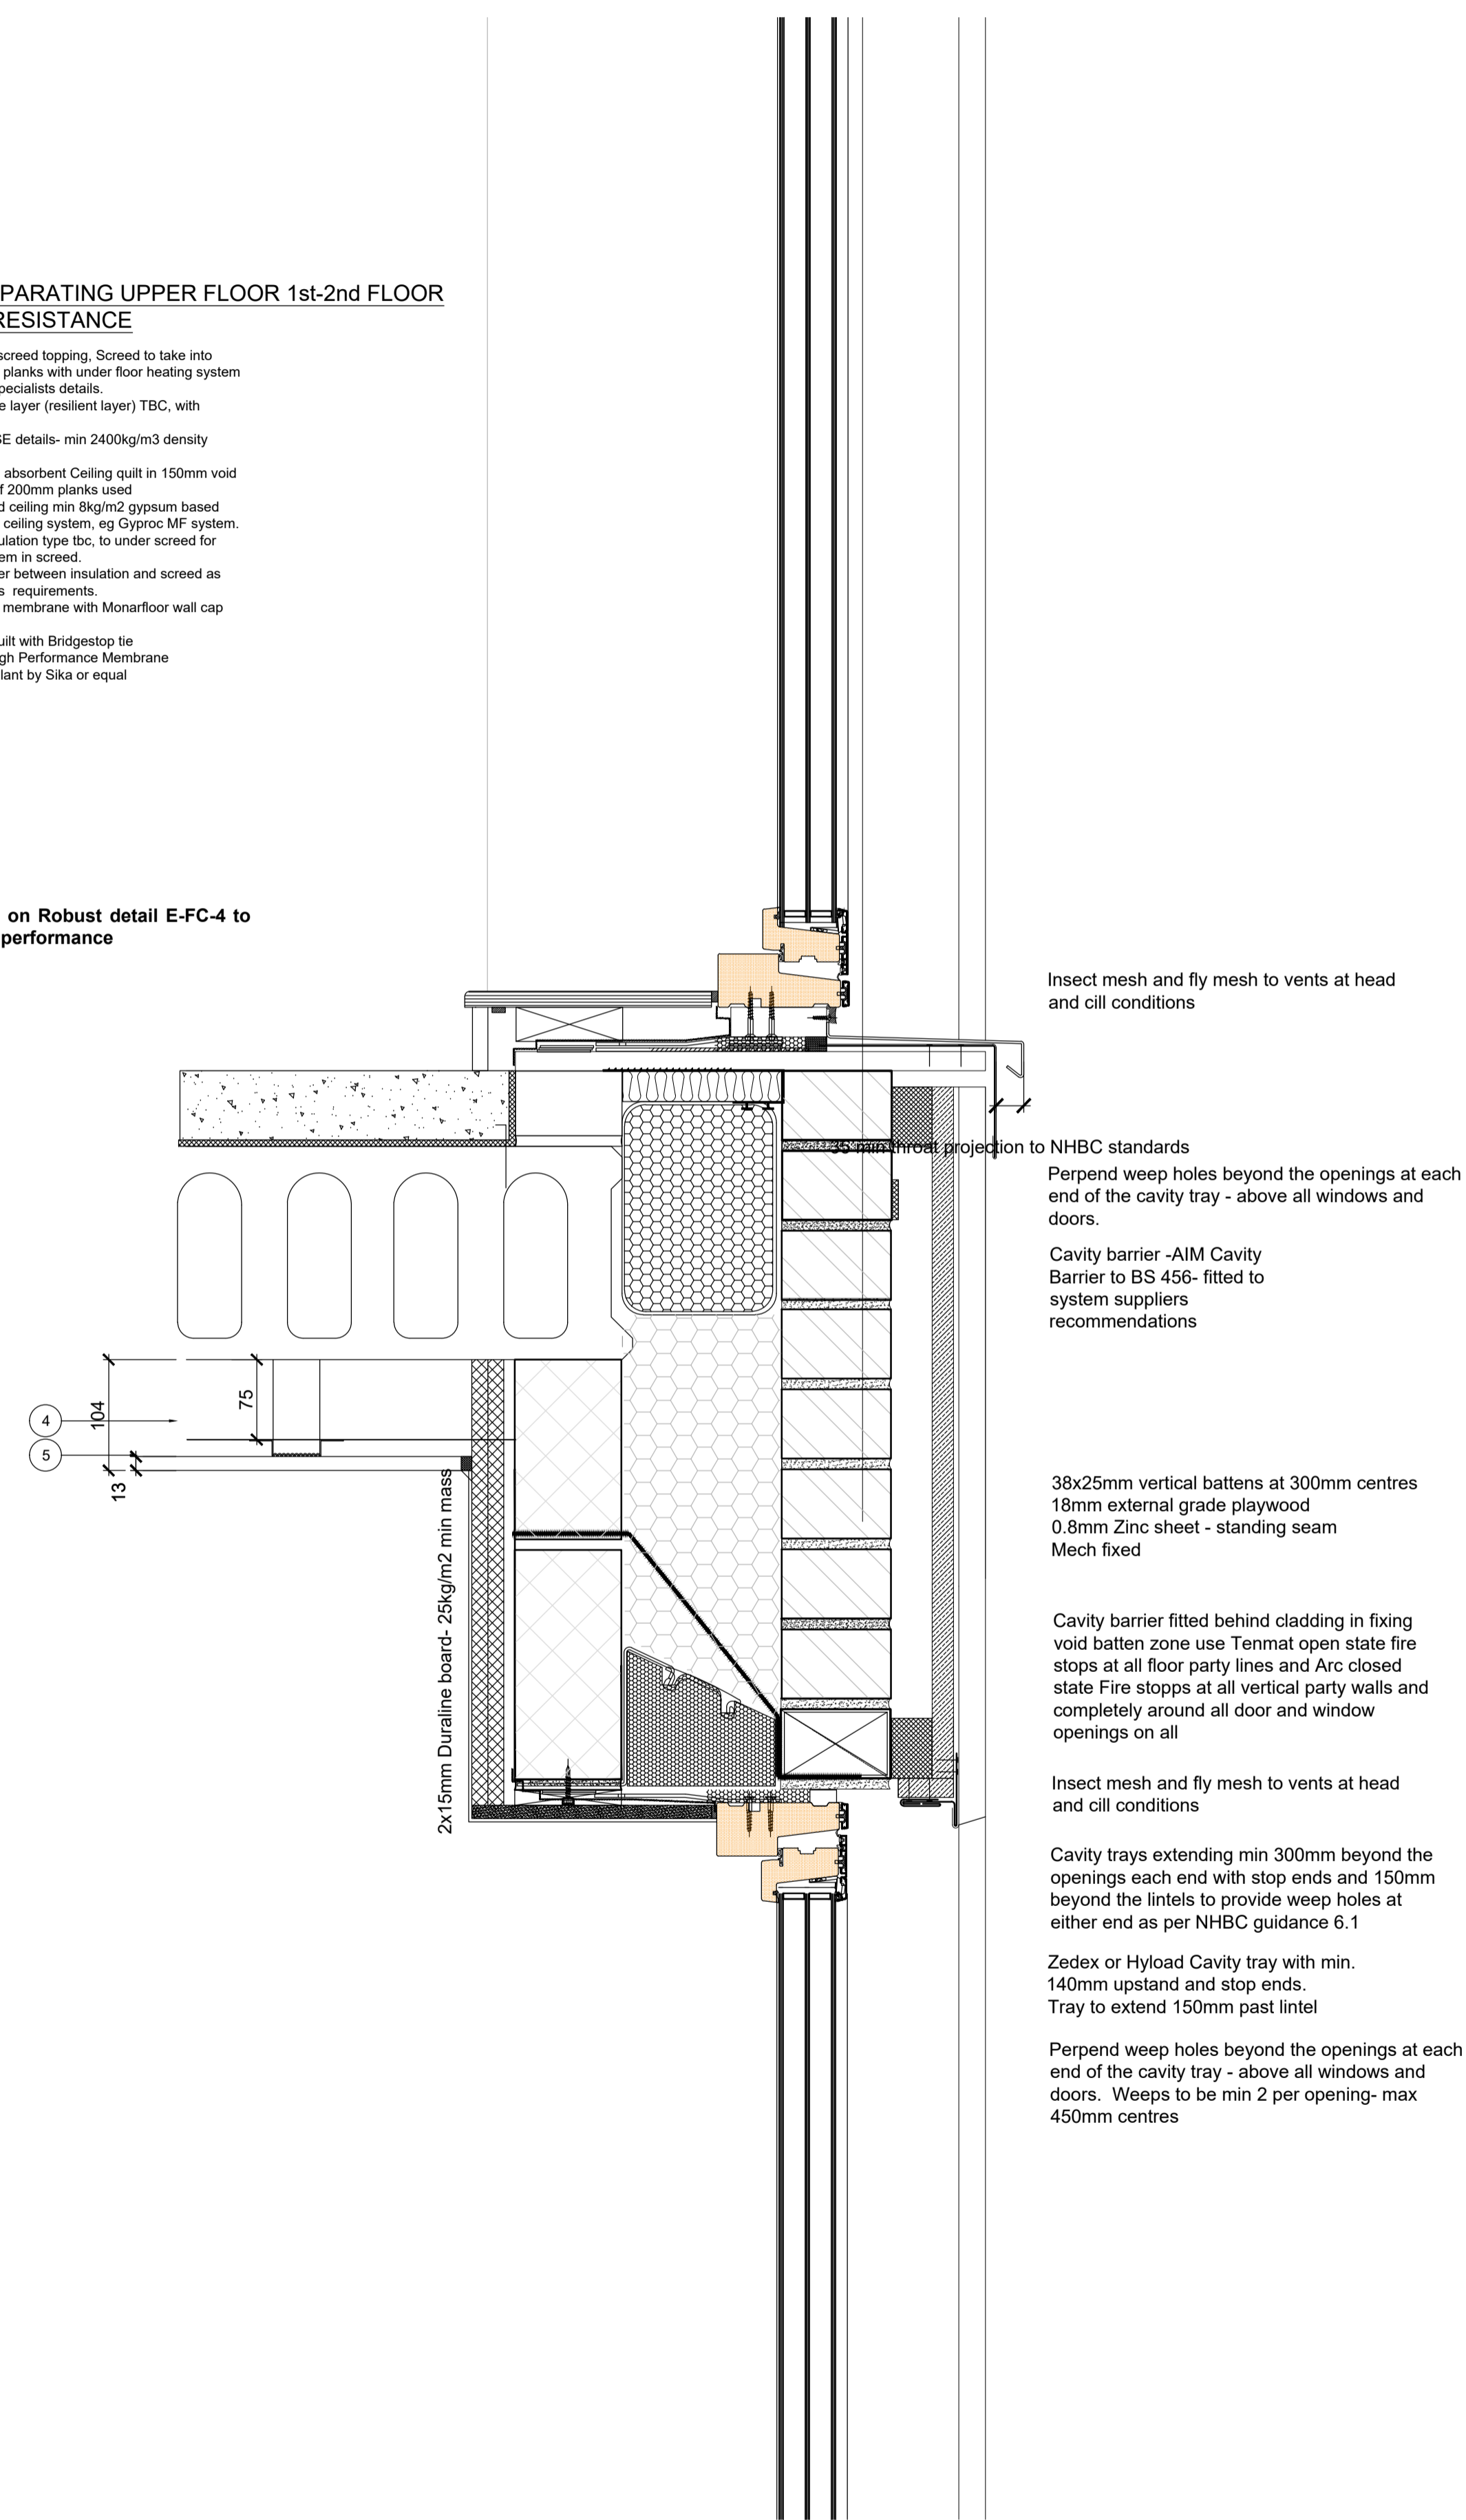 PARATING UPPER FLOOR 1st-2nd FLOOR
RESISTANCE
screed topping, Screed to take into
planks with under floor heating system
pecialists details.
e layer (resilient layer) TBC, with
SE details- min 2400kg/m3 density
absorbent Ceiling quilt in 150mm void
f 200mm planks used
d ceiling min 8kg/m2 gypsum based
ceiling system, eg Gyproc MF system.
ulation type tbc, to under screed for
em in screed.
er between insulation and screed as
s requirements.
membrane with Monarfloor wall cap
uilt with Bridgestop tie
gh Performance Membrane
lant by Sika or equal
on Robust detail E-FC-4 to
performance
Insect mesh and fly mesh to vents at head
and cill conditions
35 min throat projection to NHBC standards
Perpend weep holes beyond the openings at each
end of the cavity tray - above all windows and
doors.
Cavity barrier -AIM Cavity
Barrier to BS 456- fitted to
system suppliers
recommendations
4
5
104
75
13
2x15mm Duraline board- 25kg/m2 min mass
38x25mm vertical battens at 300mm centres
18mm external grade playwood
0.8mm Zinc sheet - standing seam
Mech fixed
Cavity barrier fitted behind cladding in fixing
void batten zone use Tenmat open state fire
stops at all floor party lines and Arc closed
state Fire stopps at all vertical party walls and
completely around all door and window
openings on all
Insect mesh and fly mesh to vents at head
and cill conditions
Cavity trays extending min 300mm beyond the
openings each end with stop ends and 150mm
beyond the lintels to provide weep holes at
either end as per NHBC guidance 6.1
Zedex or Hyload Cavity tray with min.
140mm upstand and stop ends.
Tray to extend 150mm past lintel
Perpend weep holes beyond the openings at each
end of the cavity tray - above all windows and
doors. Weeps to be min 2 per opening- max
450mm centres